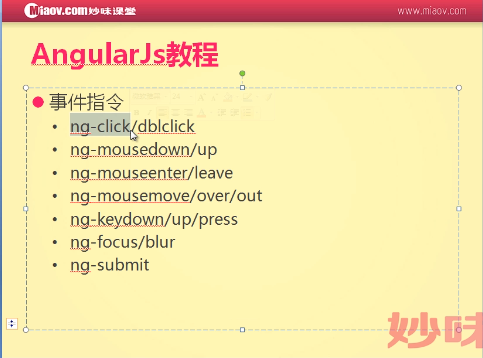 Miaov.com妙味课堂
www.miaov.com
AngularJs教程
事件指令
ng-click/dblclick
ng-mousedown/up
ng-mouseenter/leave
ng-mousemove/over/out
ng-keydown/up/press
ng-focus/blur
ng-submit
妙味